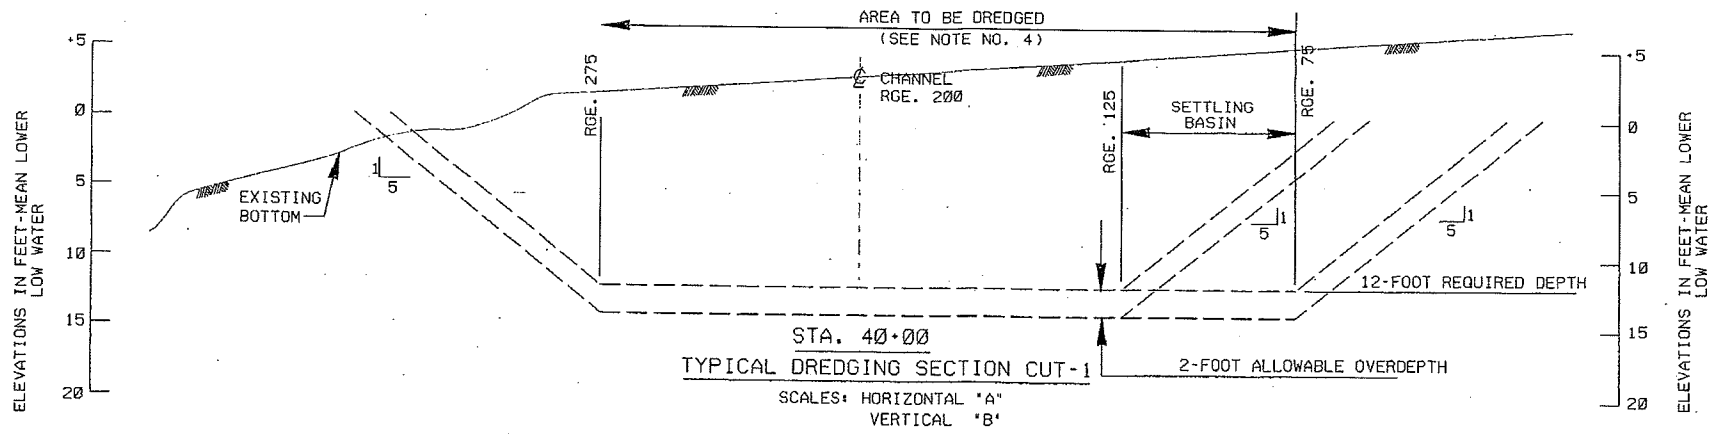 AREA TO BE DREDGED
(SEE NOTE NO. 4)
+5
0
5
10
15
20
ELEVATIONS IN FEET-MEAN LOWER
LOW WATER
EXISTING
BOTTOM
1
5
RGE. 275
℄ CHANNEL
RGE. 200
RGE. 125
SETTLING
BASIN
RGE. 75
1
5
1
5
12-FOOT REQUIRED DEPTH
2-FOOT ALLOWABLE OVERDEPTH
+5
0
5
10
15
20
ELEVATIONS IN FEET-MEAN LOWER
LOW WATER
STA. 40+00
TYPICAL DREDGING SECTION CUT-1
SCALES: HORIZONTAL "A"
VERTICAL "B"